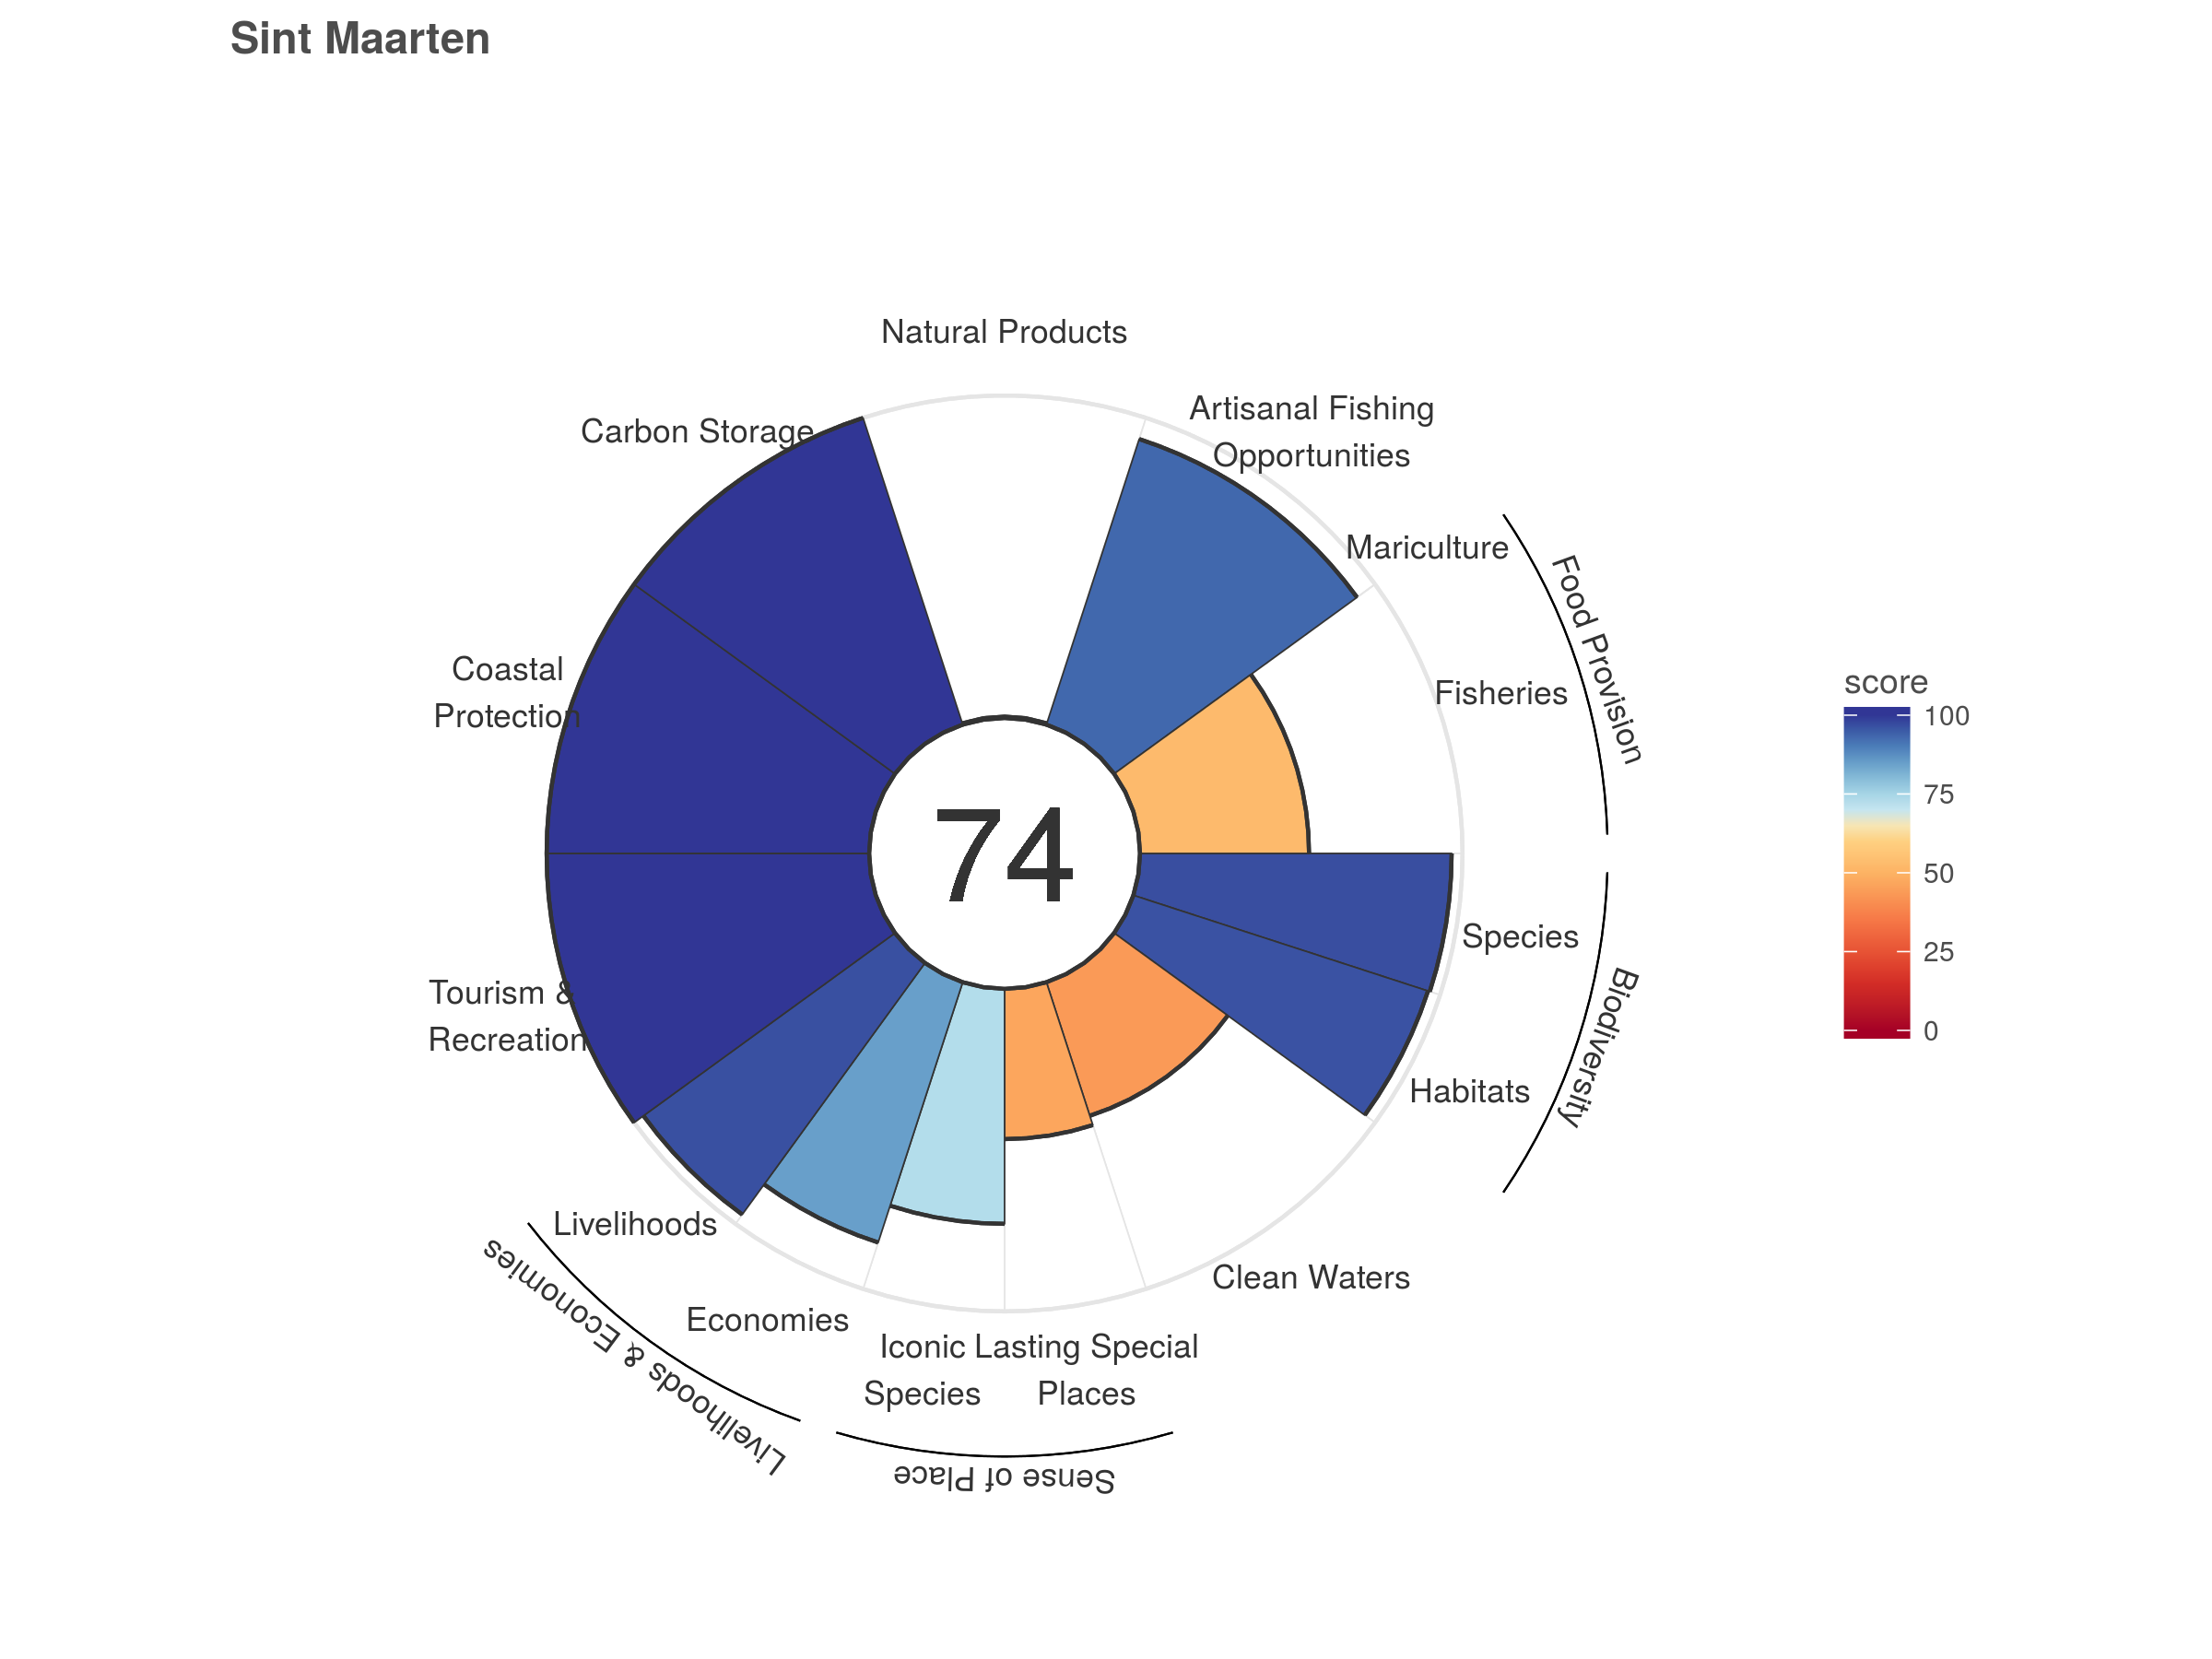 Sint Maarten
Natural Products
Artisanal Fishing
Opportunities
Carbon Storage
Mariculture
Food Provision
Fisheries
Coastal
Protection
score
100
75
50
25
0
74
Species
Biodiversity
Habitats
Tourism &
Recreation
Livelihoods
Clean Waters
Economies
Livelihoods & Economies
Iconic
Species
Lasting Special
Places
Sense of Place